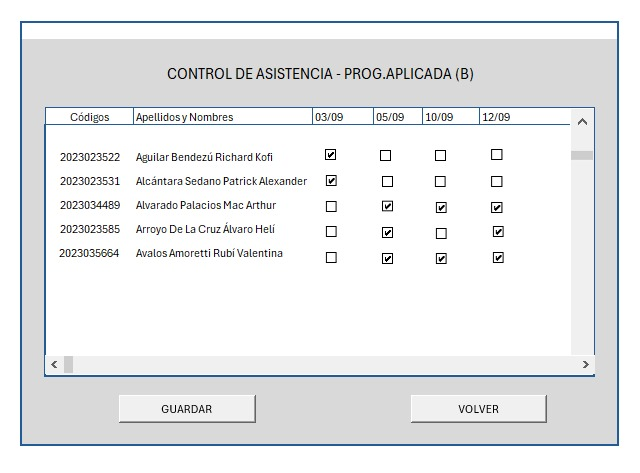 CONTROL DE ASISTENCIA - PROG.APLICADA (B)
Códigos Apellidos y Nombres 03/09 05/09 10/09 12/09
2023023522 Aguilar Bendezú Richard Kofi
2023023531 Alcántara Sedano Patrick Alexander
2023034489 Alvarado Palacios Mac Arthur
2023023585 Arroyo De La Cruz Álvaro Helí
2023035664 Avalos Amoretti Rubí Valentina
GUARDAR VOLVER